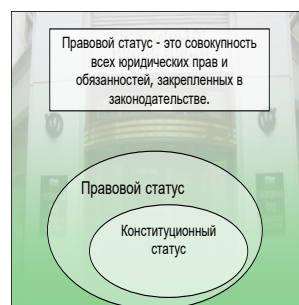 Правовой статус - это совокупность
всех юридических прав и
обязанностей, закрепленных в
законодательстве.
Правовой статус
Конституционный
статус